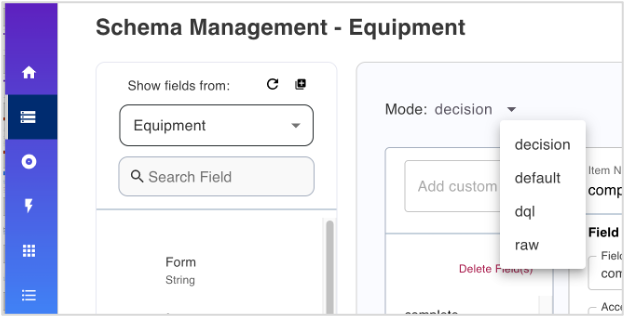 Schema Management - Equipment
Show fields from:
Equipment
Search Field
Form
String
Mode: decision
decision
default
dql
raw
Add custom
Delete Field(s)
complete
Item N
comp
Field
Fiel
com
Acce